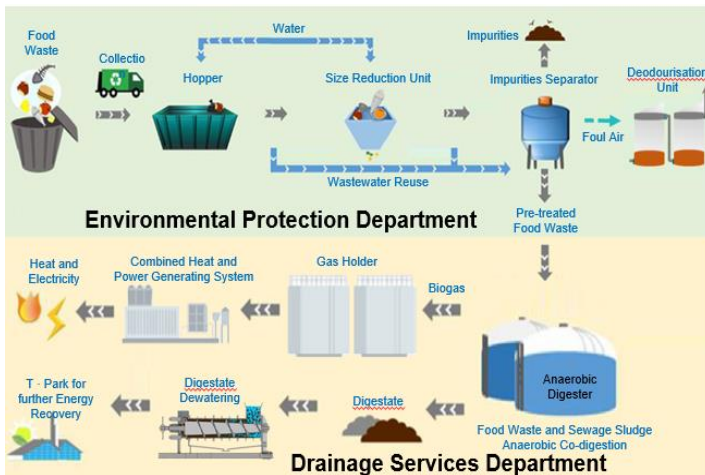 Food
Waste
Collectio
Water
Hopper
Size Reduction Unit
Impurities
Impurities Separator
Deodourisation
Unit
Foul Air
Wastewater Reuse
Environmental Protection Department
Pre-treated
Food Waste
Heat and
Electricity
Combined Heat and
Power Generating System
Gas Holder
Biogas
Anaerobic
Digester
T - Park for
further Energy
Recovery
Digestate
Dewatering
Digestate
Food Waste and Sewage Sludge
Anaerobic Co-digestion
Drainage Services Department